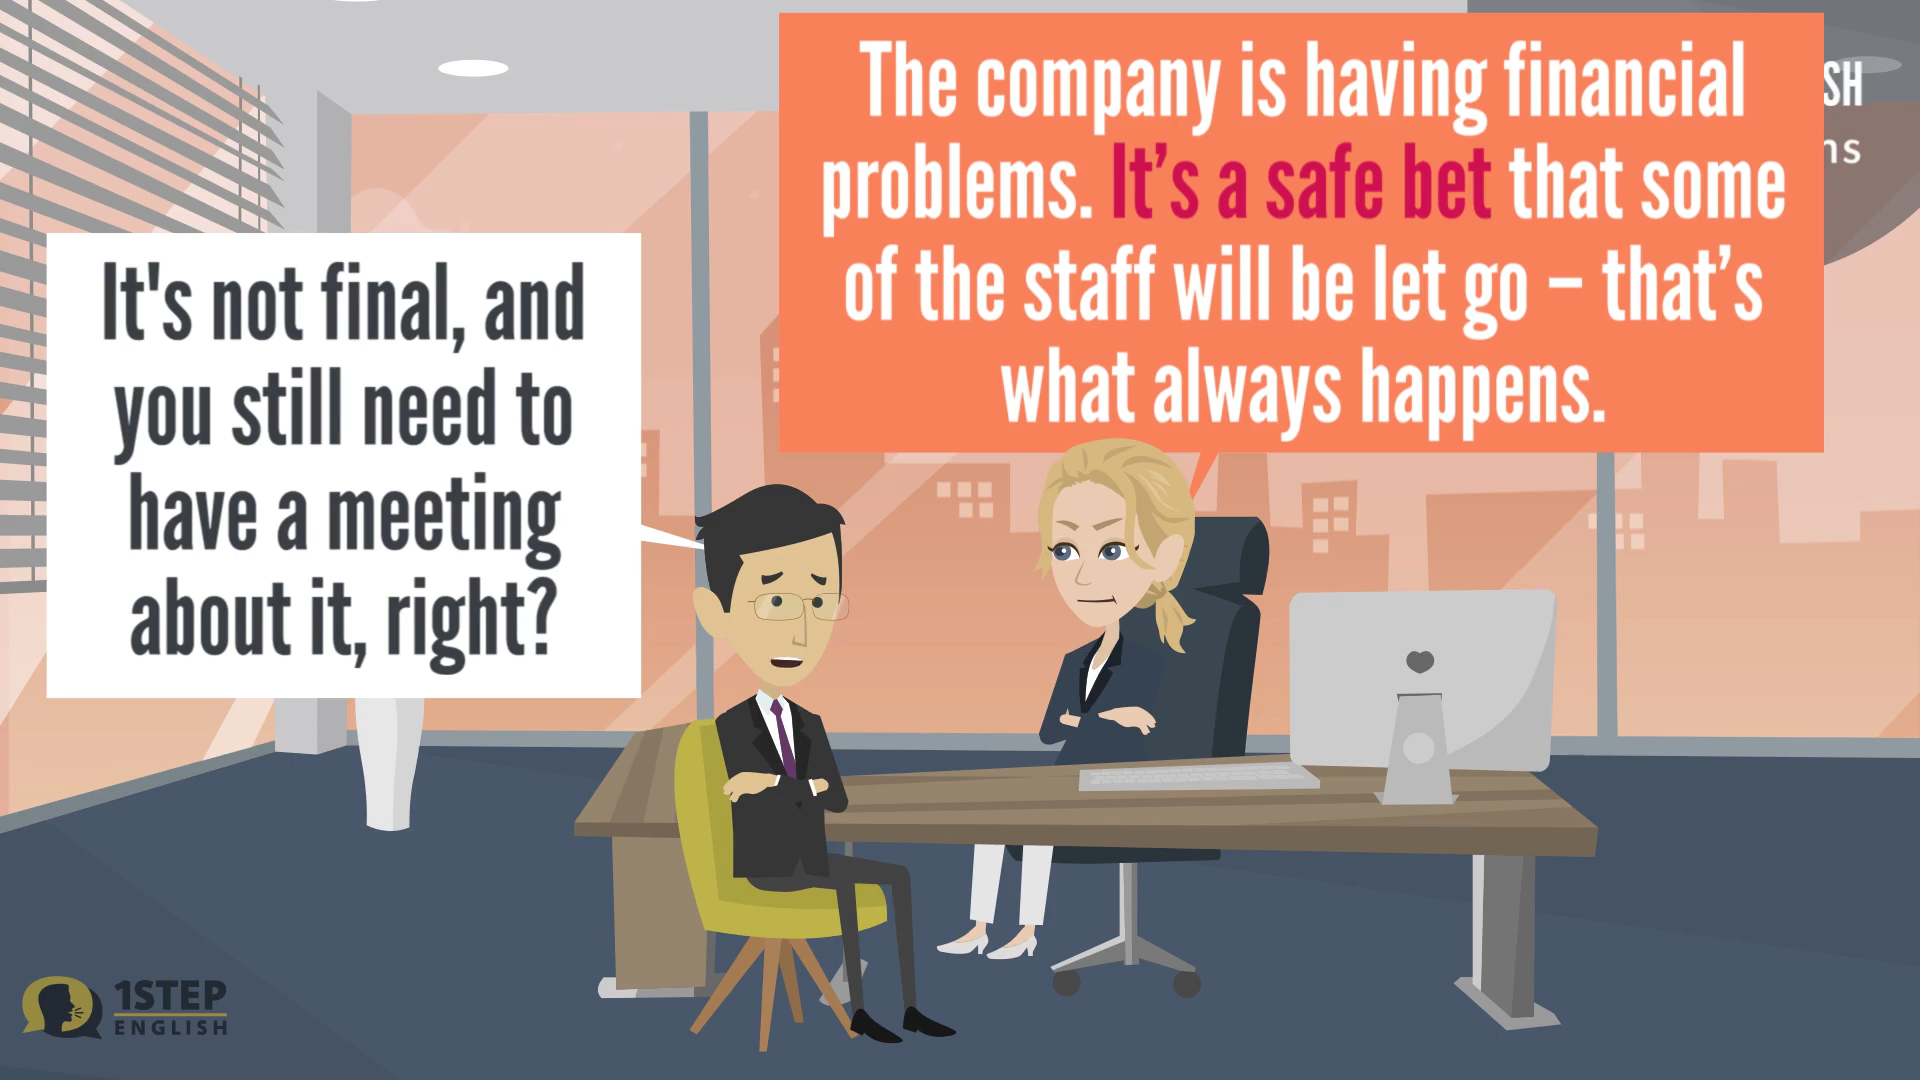 The company is having financial
problems. It’s a safe bet that some
of the staff will be let go – that’s
what always happens.
It's not final, and
you still need to
have a meeting
about it, right?
1STEP
ENGLISH